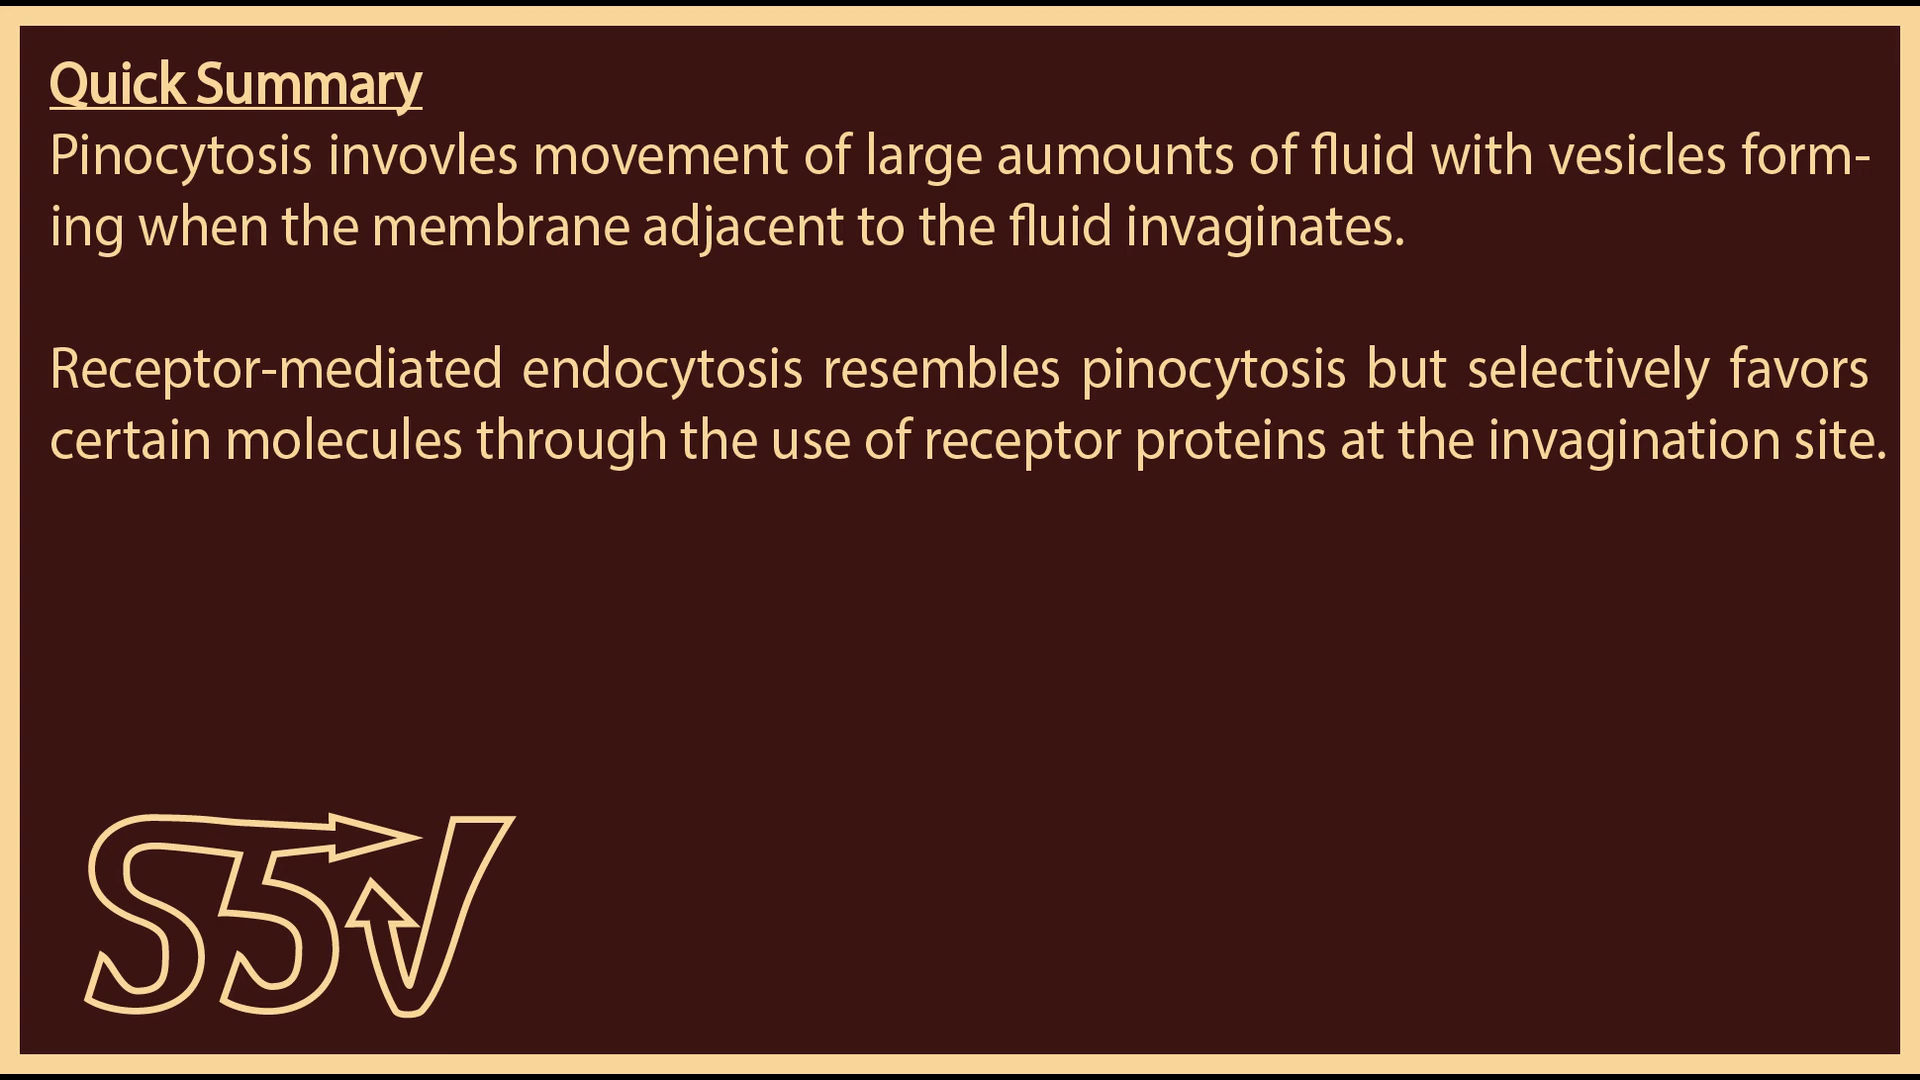 Quick Summary
Pinocytosis invovles movement of large aumounts of fluid with vesicles form-
ing when the membrane adjacent to the fluid invaginates.
Receptor-mediated endocytosis resembles pinocytosis but selectively favors
certain molecules through the use of receptor proteins at the invagination site.
S5V